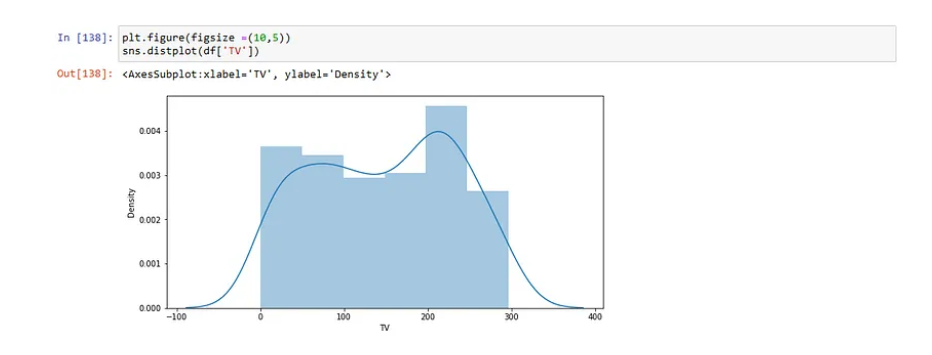 In [138]: plt.figure(figsize =(10,5))
sns.distplot(df['TV'])
Out[138]: <AxesSubplot:xlabel='TV', ylabel='Density'>
0.004
0.003
0.002
0.001
0.000
Density
-100 0 100 200 300 400
TV